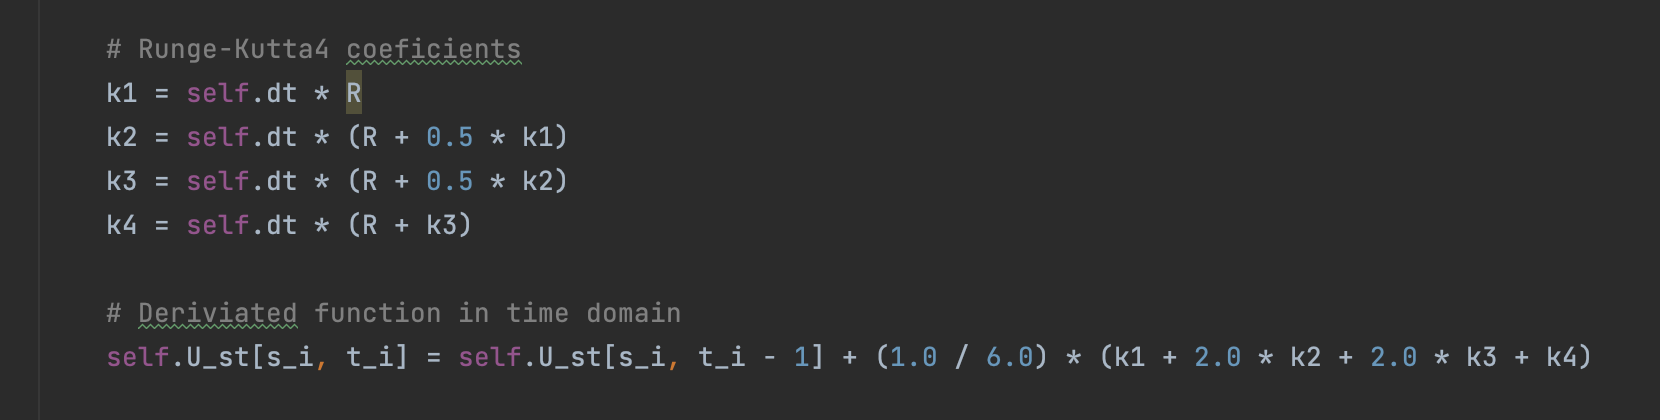 # Runge-Kutta4 coeficients
k1 = self.dt * R
k2 = self.dt * (R + 0.5 * k1)
k3 = self.dt * (R + 0.5 * k2)
k4 = self.dt * (R + k3)
# Deriviated function in time domain
self.U_st[s_i, t_i] = self.U_st[s_i, t_i - 1] + (1.0 / 6.0) * (k1 + 2.0 * k2 + 2.0 * k3 + k4)